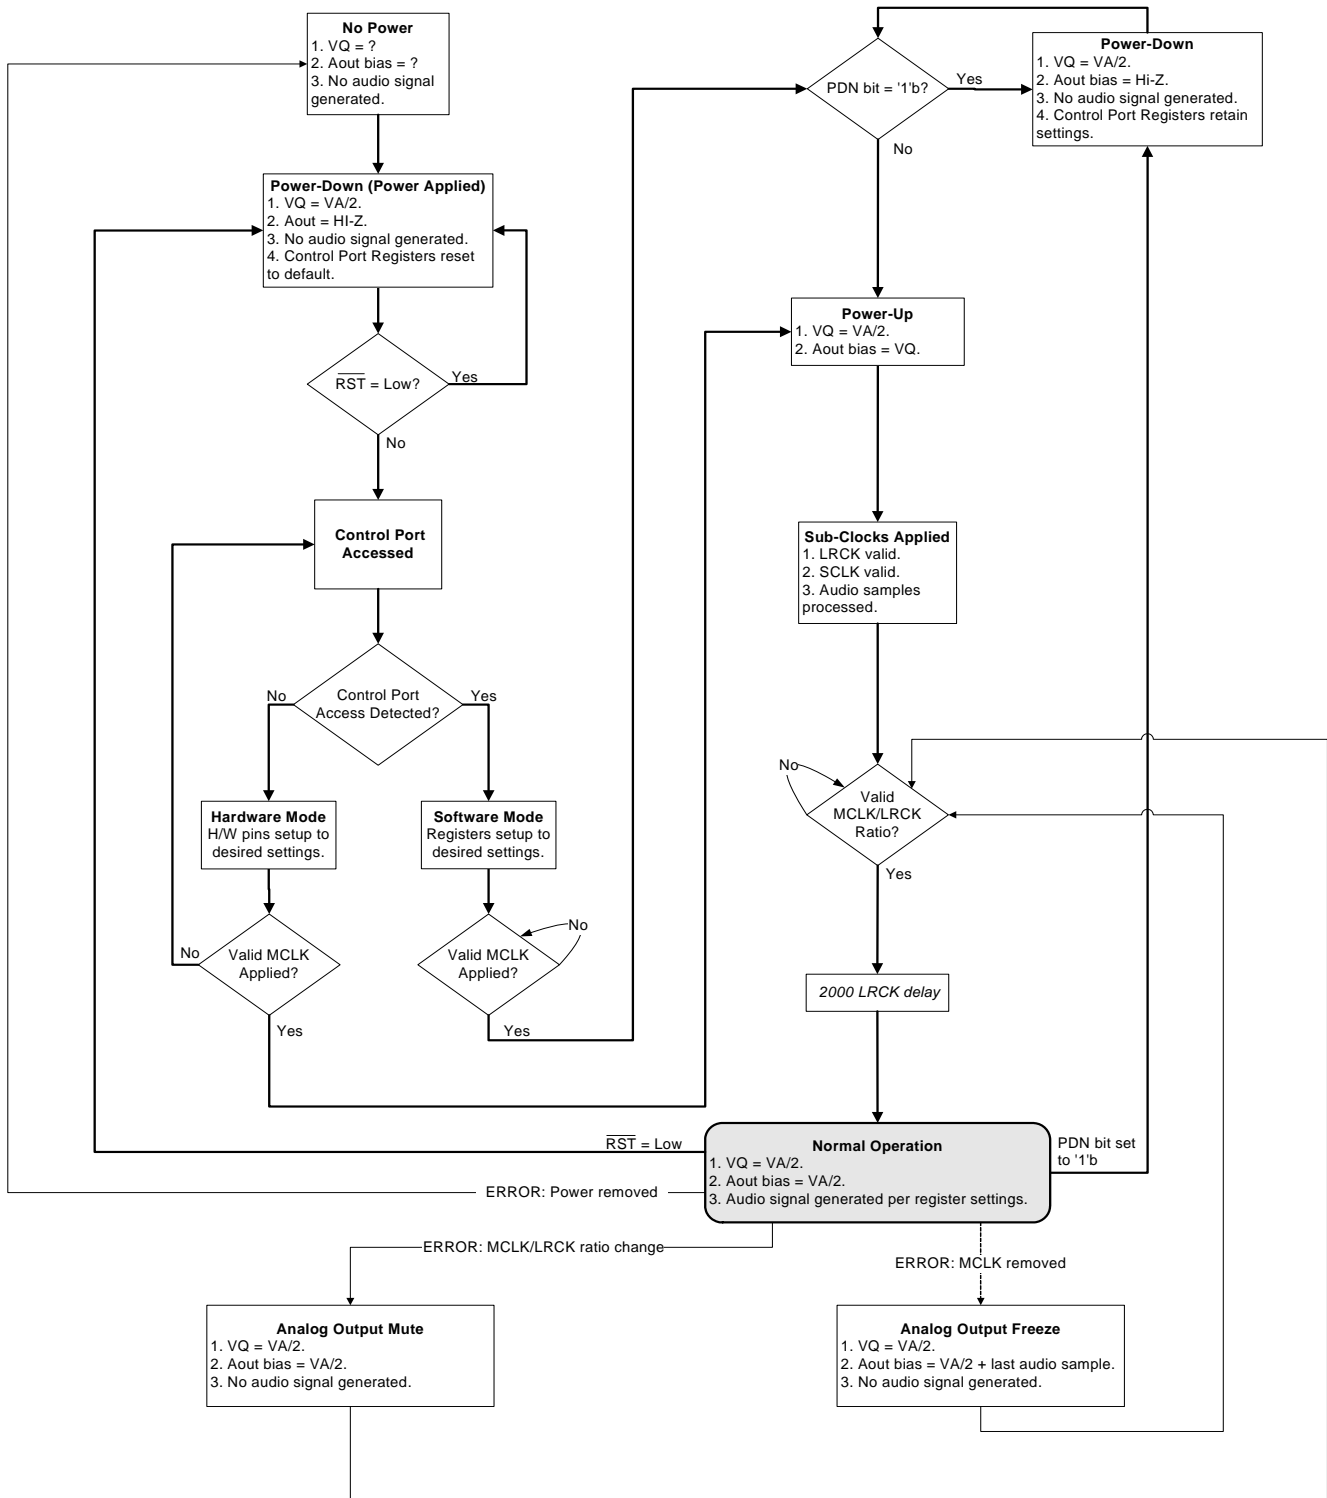 No Power
1. VQ = ?
2. Aout bias = ?
3. No audio signal
generated.
Power-Down (Power Applied)
1. VQ = VA/2.
2. Aout = HI-Z.
3. No audio signal generated.
4. Control Port Registers reset
to default.
RST = Low?
Yes
No
Control Port
Accessed
Control Port
Access Detected?
No
Yes
Hardware Mode
H/W pins setup to
desired settings.
Software Mode
Registers setup to
desired settings.
Valid MCLK
Applied?
No
Yes
Valid MCLK
Applied?
No
Yes
PDN bit = '1'b?
Yes
No
Power-Down
1. VQ = VA/2.
2. Aout bias = Hi-Z.
3. No audio signal generated.
4. Control Port Registers retain
settings.
Power-Up
1. VQ = VA/2.
2. Aout bias = VQ.
Sub-Clocks Applied
1. LRCK valid.
2. SCLK valid.
3. Audio samples
processed.
No
Valid
MCLK/LRCK
Ratio?
Yes
2000 LRCK delay
Normal Operation
1. VQ = VA/2.
2. Aout bias = VA/2.
3. Audio signal generated per register settings.
RST = Low
PDN bit set
to '1'b
ERROR: Power removed
ERROR: MCLK/LRCK ratio change
ERROR: MCLK removed
Analog Output Mute
1. VQ = VA/2.
2. Aout bias = VA/2.
3. No audio signal generated.
Analog Output Freeze
1. VQ = VA/2.
2. Aout bias = VA/2 + last audio sample.
3. No audio signal generated.